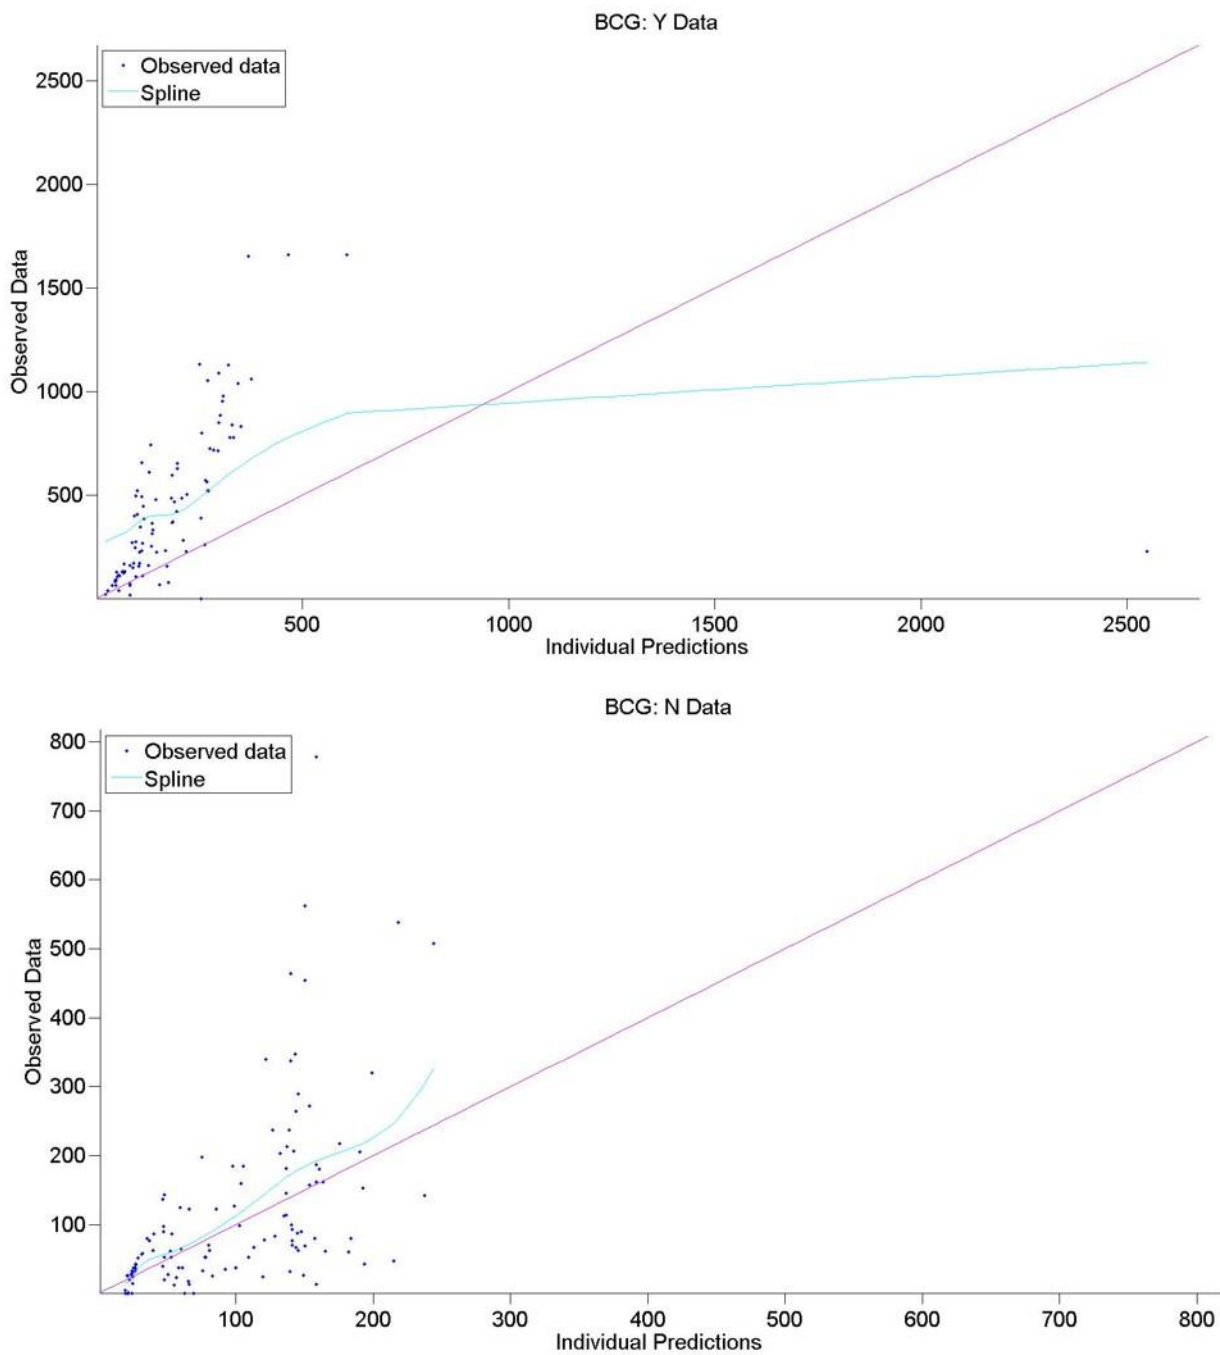 BCG: Y Data
Observed data
Spline
2500
2000
1500
1000
500
Observed Data
500 1000 1500 2000 2500
Individual Predictions
BCG: N Data
Observed data
Spline
800
700
600
500
400
300
200
100
Observed Data
100 200 300 400 500 600 700 800
Individual Predictions